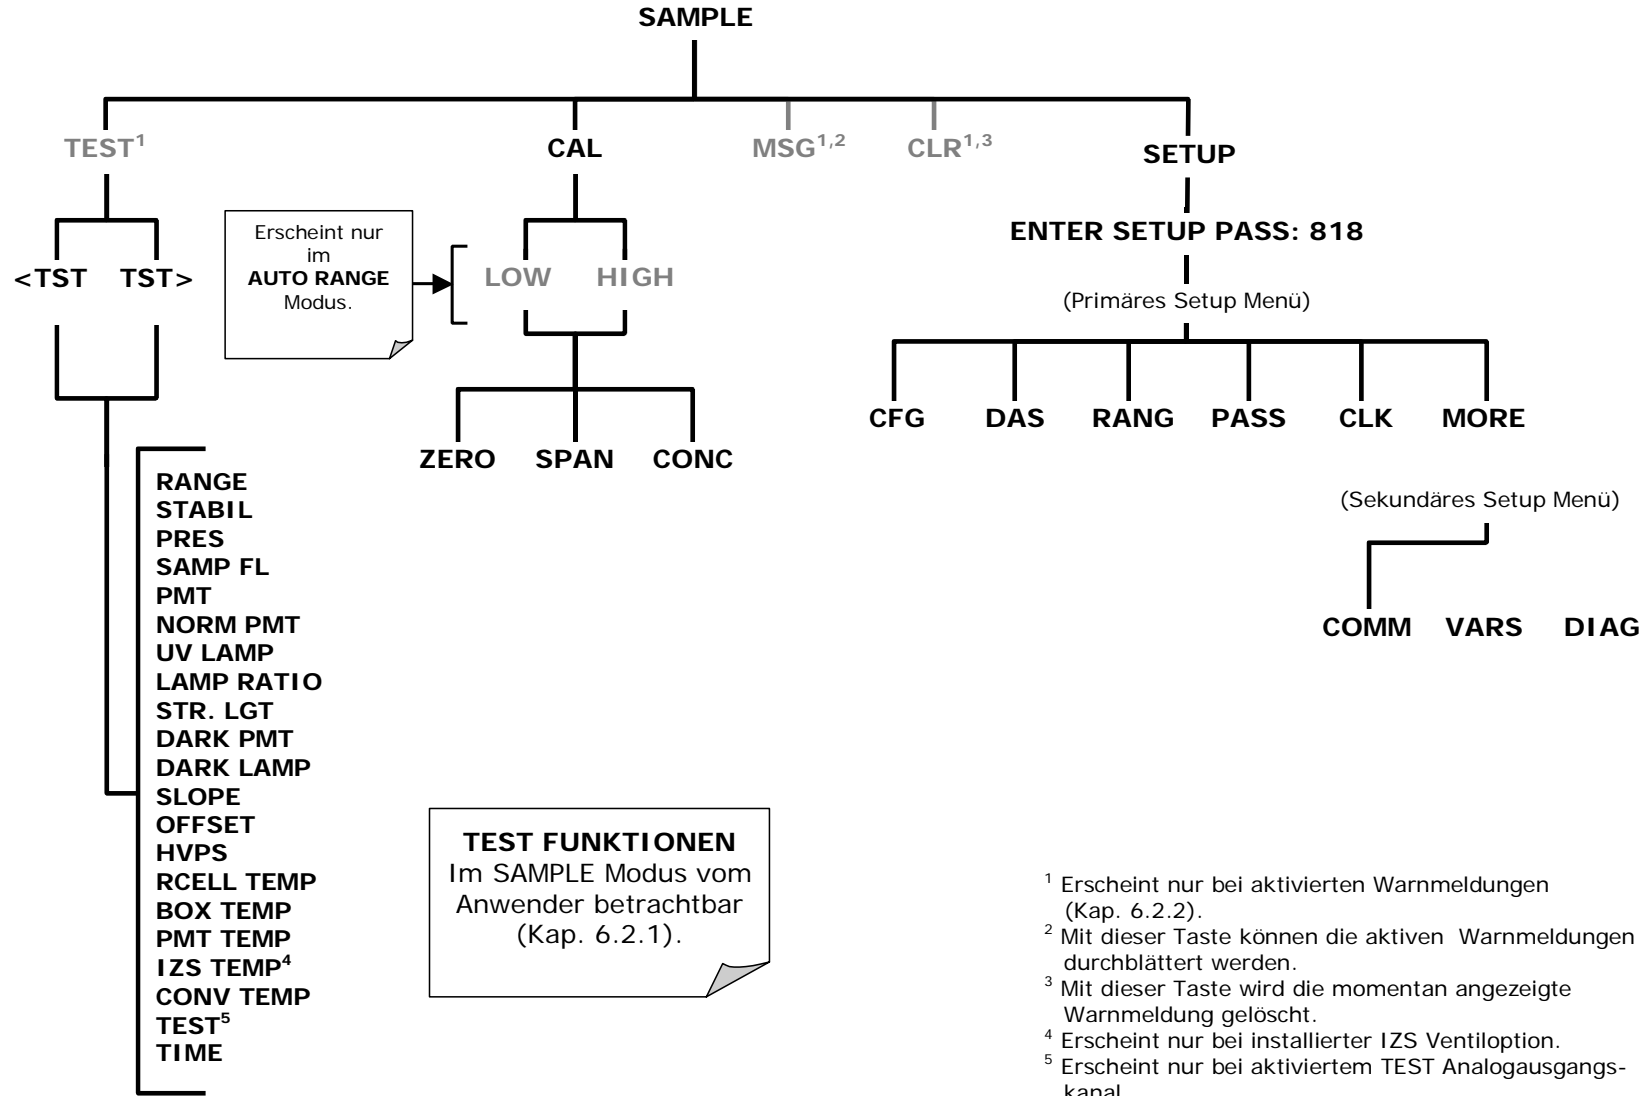 SAMPLE
TEST¹ CAL MSG¹,² CLR¹,³ SETUP
ENTER SETUP PASS: 818
Erscheint nur
im
AUTO RANGE
Modus.
<TST TST> LOW HIGH
(Primäres Setup Menü)
CFG DAS RANG PASS CLK MORE
ZERO SPAN CONC
(Sekundäres Setup Menü)
COMM VARS DIAG
RANGE
STABIL
PRES
SAMP FL
PMT
NORM PMT
UV LAMP
LAMP RATIO
STR. LGT
DARK PMT
DARK LAMP
SLOPE
OFFSET
HVPS
RCELL TEMP
BOX TEMP
PMT TEMP
IZS TEMP⁴
CONV TEMP
TEST⁵
TIME
TEST FUNKTIONEN
Im SAMPLE Modus vom
Anwender betrachtbar
(Kap. 6.2.1).
¹ Erscheint nur bei aktivierten Warnmeldungen
(Kap. 6.2.2).
² Mit dieser Taste können die aktiven Warnmeldungen
durchblättert werden.
³ Mit dieser Taste wird die momentan angezeigte
Warnmeldung gelöscht.
⁴ Erscheint nur bei installierter IZS Ventiloption.
⁵ Erscheint nur bei aktiviertem TEST Analogausgangs-
kanal